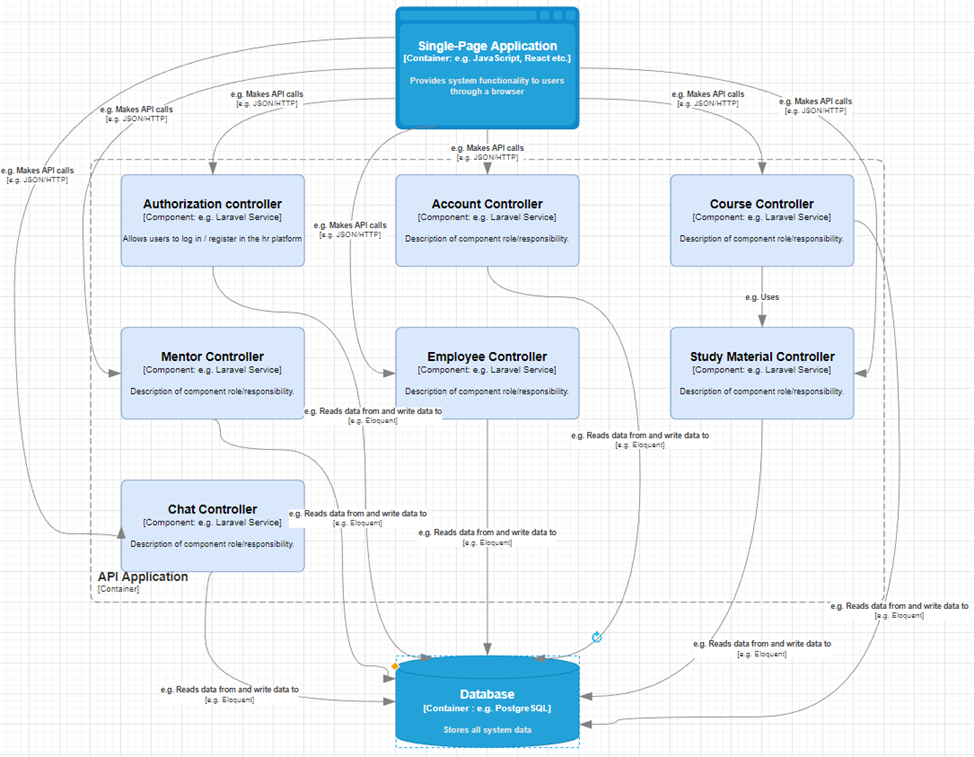 Single-Page Application
[Container: e.g. JavaScript, React etc.]
Provides system functionality to users
through a browser
e.g. Makes API calls
[e.g. JSON/HTTP]
e.g. Makes API calls
[e.g. JSON/HTTP]
e.g. Makes API calls
[e.g. JSON/HTTP]
e.g. Makes API calls
[e.g. JSON/HTTP]
e.g. Makes API calls
[e.g. JSON/HTTP]
e.g. Makes API calls
[e.g. JSON/HTTP]
Authorization controller
[Component: e.g. Laravel Service]
Allows users to log in / register in the hr platform
Account Controller
[Component: e.g. Laravel Service]
Description of component role/responsibility.
Course Controller
[Component: e.g. Laravel Service]
Description of component role/responsibility.
e.g. Makes API calls
[e.g. JSON/HTTP]
e.g. Uses
Mentor Controller
[Component: e.g. Laravel Service]
Description of component role/responsibility.
Employee Controller
[Component: e.g. Laravel Service]
Description of component role/responsibility.
Study Material Controller
[Component: e.g. Laravel Service]
Description of component role/responsibility.
e.g. Reads data from and write data to
[e.g. Eloquent]
e.g. Reads data from and write data to
[e.g. Eloquent]
Chat Controller
[Component: e.g. Laravel Service]
Description of component role/responsibility.
e.g. Reads data from and write data to
[e.g. Eloquent]
e.g. Reads data from and write data to
[e.g. Eloquent]
API Application
[Container]
e.g. Reads data from and write data to
[e.g. Eloquent]
e.g. Reads data from and write data to
[e.g. Eloquent]
e.g. Reads data from and write data to
[e.g. Eloquent]
Database
[Container : e.g. PostgreSQL]
Stores all system data